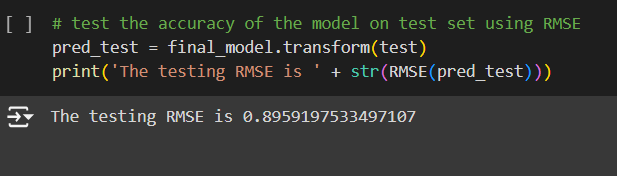 [ ] # test the accuracy of the model on test set using RMSE
pred_test = final_model.transform(test)
print('The testing RMSE is ' + str(RMSE(pred_test)))
The testing RMSE is 0.8959197533497107